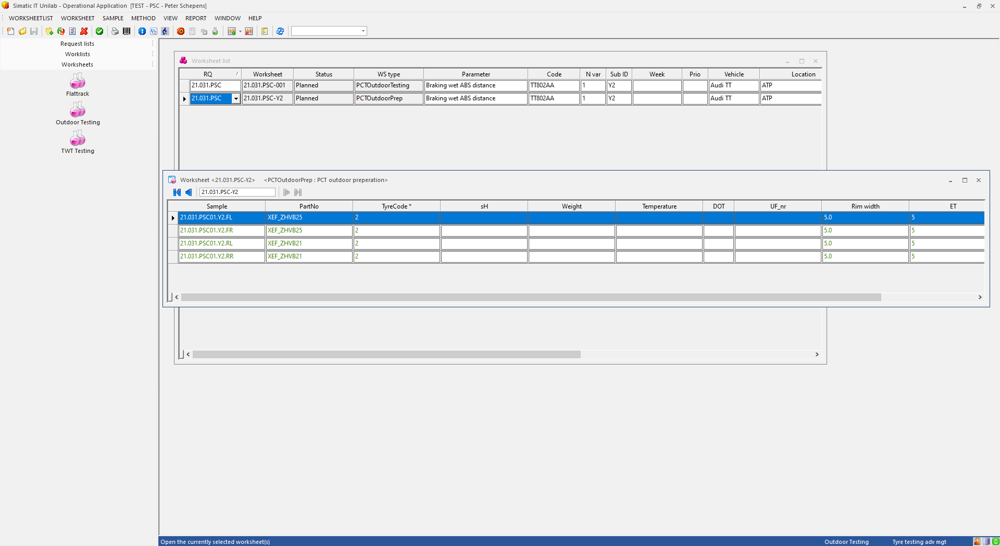 Simatic IT Unilab - Operational Application [TEST - PSC - Peter Schepens]
WORKSHEETLIST WORKSHEET SAMPLE METHOD VIEW REPORT WINDOW HELP
Request lists
Worklists
Worksheets
Flattrack
Outdoor Testing
TWT Testing
Worksheet list
RQ Worksheet Status WS type Parameter Code N var Sub ID Week Prio Vehicle Location
21.031.PSC 21.031.PSC-001 Planned PCTOutdoorTesting Braking wet ABS distance TT802AA 1 Y2 Audi TT ATP
21.031.PSC 21.031.PSC-Y2 Planned PCTOutdoorPrep Braking wet ABS distance TT802AA 1 Y2 Audi TT ATP
Worksheet <21.031.PSC-Y2> <PCTOutdoorPrep : PCT outdoor preperation>
21.031.PSC-Y2
Sample PartNo TyreCode * sH Weight Temperature DOT UF_nr Rim width ET
21.031.PSC01.Y2.FL XEF_ZHVB25 2 5.0 5
21.031.PSC01.Y2.FR XEF_ZHVB25 2 5.0 5
21.031.PSC01.Y2.RL XEF_ZHVB21 2 5.0 5
21.031.PSC01.Y2.RR XEF_ZHVB21 2 5.0 5
Open the currently selected worksheet(s) Outdoor Testing Tyre testing adv mgt